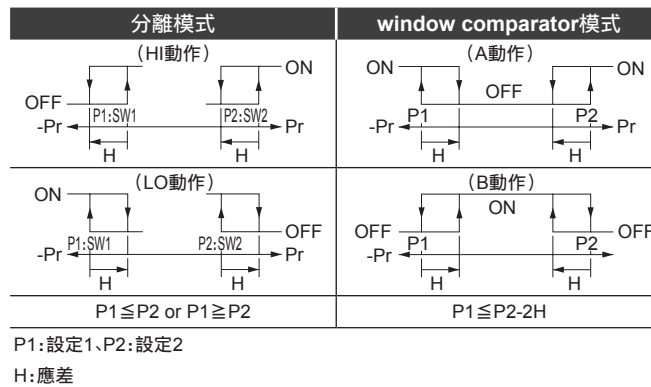 分離模式 window comparator模式
(HI動作) (A動作)
ON ON ON
OFF OFF
P1:SW1 P2:SW2 P1 P2
-Pr Pr -Pr Pr
H H H H
(LO動作) (B動作)
ON ON
OFF OFF OFF
P1:SW1 P2:SW2 P1 P2
-Pr Pr -Pr
H H H H
P1≦P2 or P1≧P2 P1≦P2-2H
P1:設定1、P2:設定2
H:應差